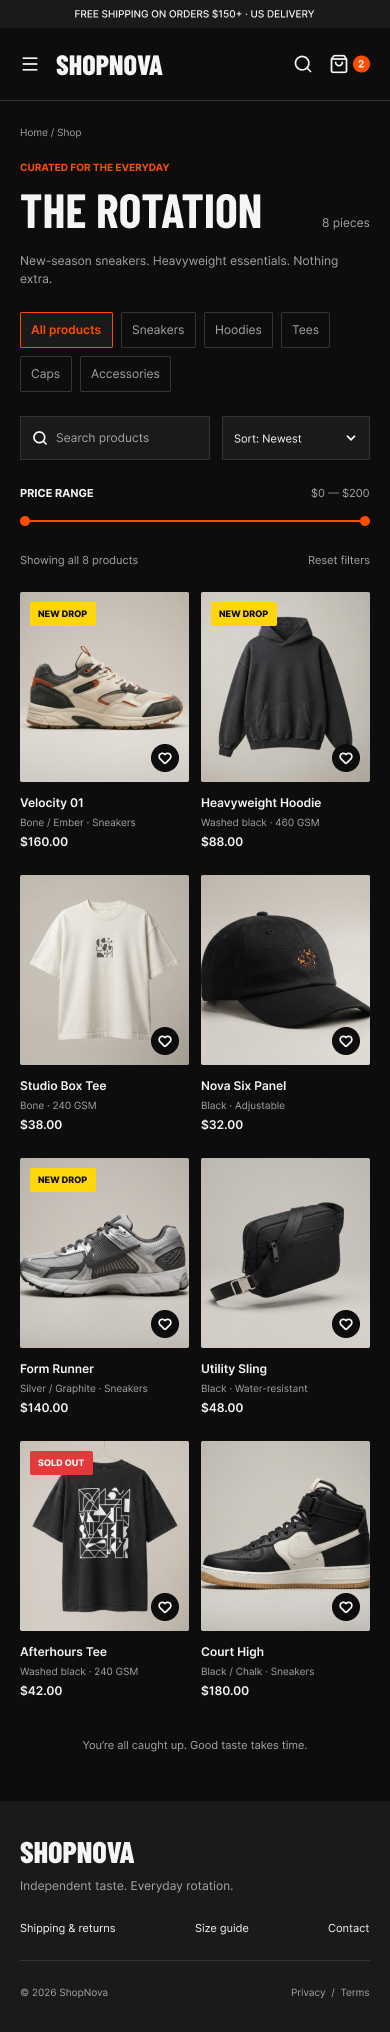 FREE SHIPPING ON ORDERS $150+ · US DELIVERY
SHOPNOVA
2
Home / Shop
CURATED FOR THE EVERYDAY
THE ROTATION
8 pieces
New-season sneakers. Heavyweight essentials. Nothing
extra.
All products
Sneakers
Hoodies
Tees
Caps
Accessories
Search products
Sort: Newest
PRICE RANGE
$0 — $200
Showing all 8 products
Reset filters
NEW DROP
Velocity 01
Bone / Ember · Sneakers
$160.00
NEW DROP
Heavyweight Hoodie
Washed black · 460 GSM
$88.00
Studio Box Tee
Bone · 240 GSM
$38.00
Nova Six Panel
Black · Adjustable
$32.00
NEW DROP
Form Runner
Silver / Graphite · Sneakers
$140.00
Utility Sling
Black · Water-resistant
$48.00
SOLD OUT
Afterhours Tee
Washed black · 240 GSM
$42.00
Court High
Black / Chalk · Sneakers
$180.00
You’re all caught up. Good taste takes time.
SHOPNOVA
Independent taste. Everyday rotation.
Shipping & returns
Size guide
Contact
© 2026 ShopNova
Privacy / Terms